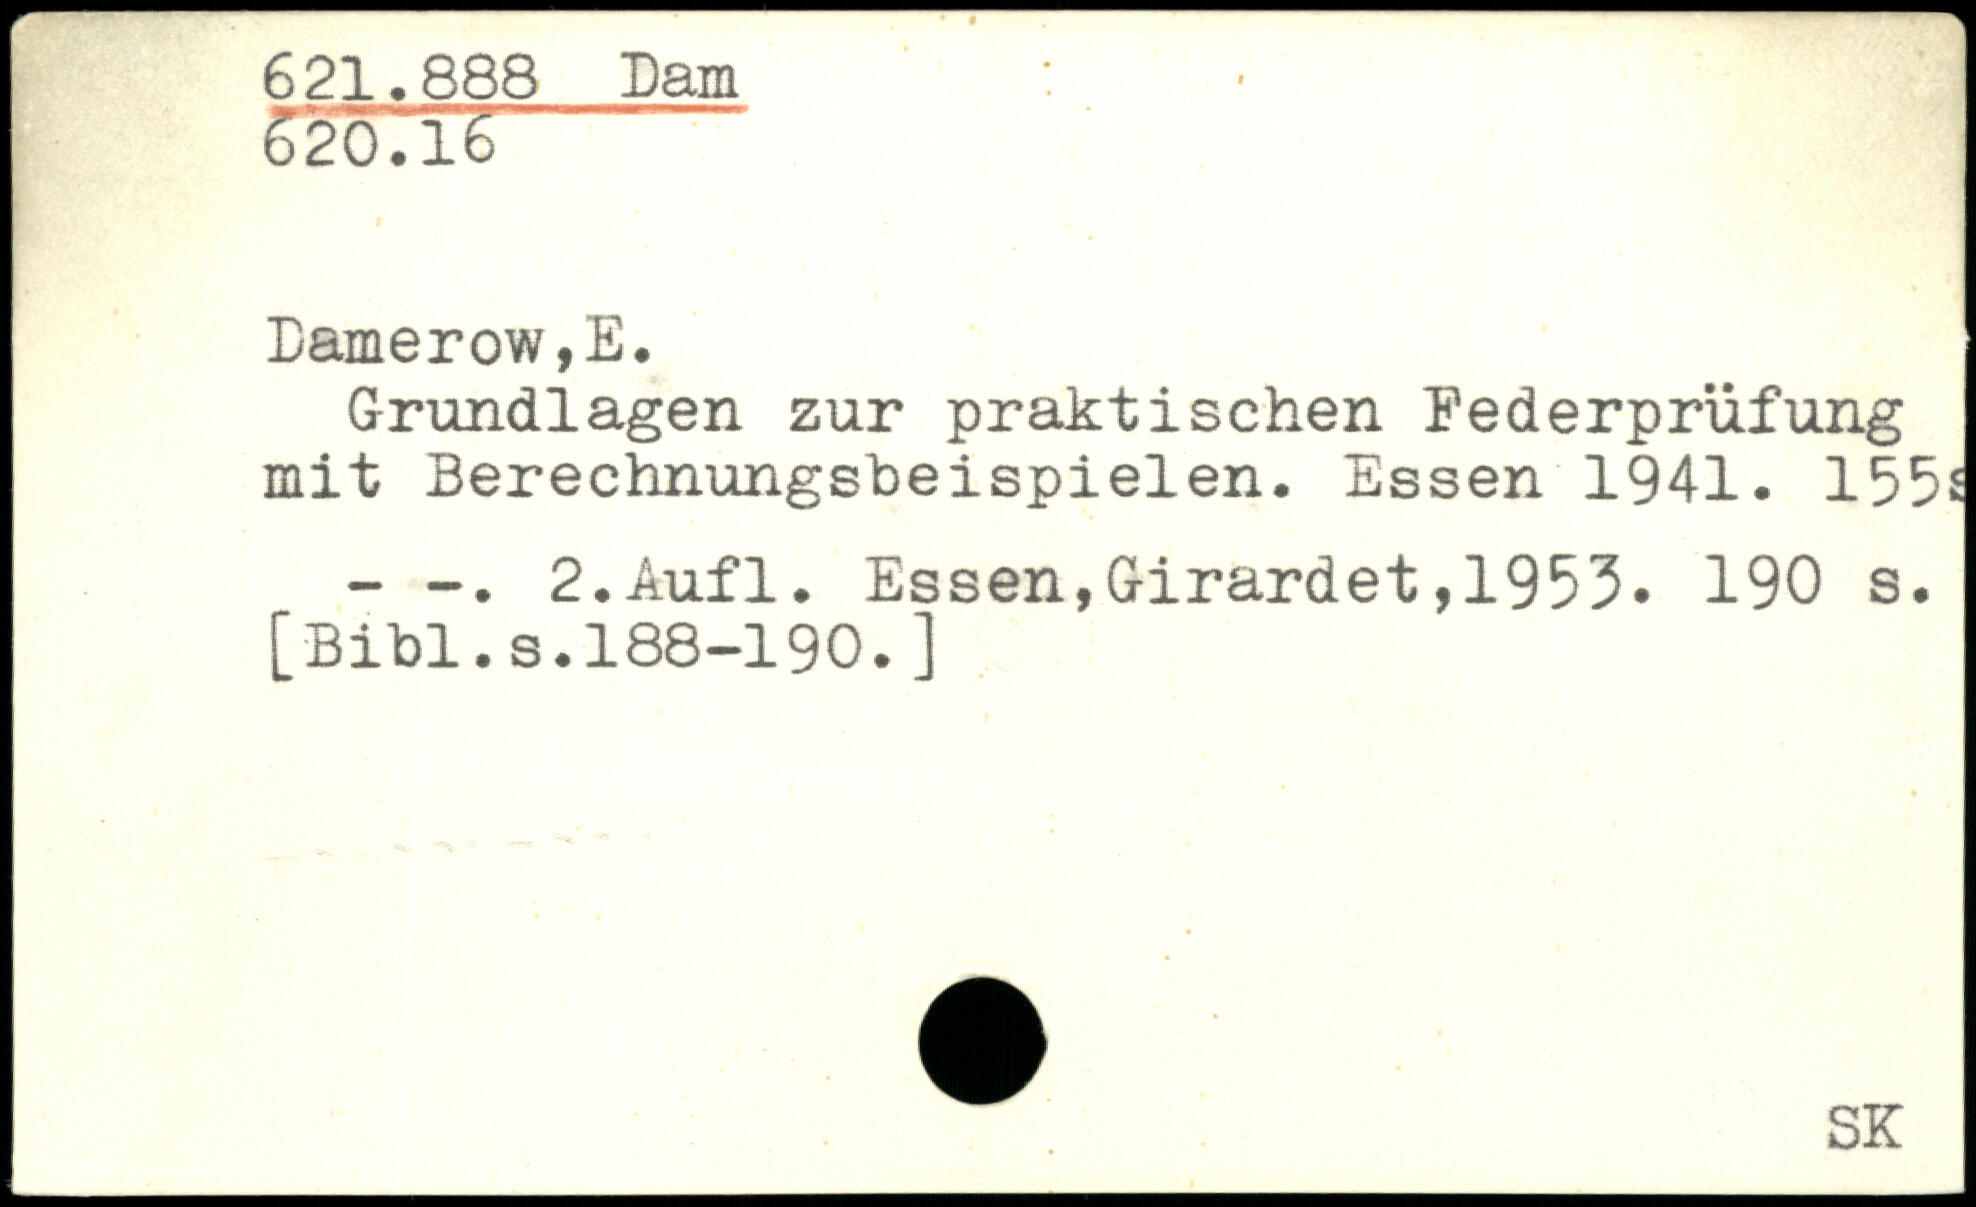 621.888 Dam
620.16
Damerow,E.
Grundlagen zur praktischen Federprüfung
mit Berechnungsbeispielen. Essen 1941. 155s
- -. 2.Aufl. Essen,Girardet,1953. 190 s.
[Bibl.s.188-190.]
SK